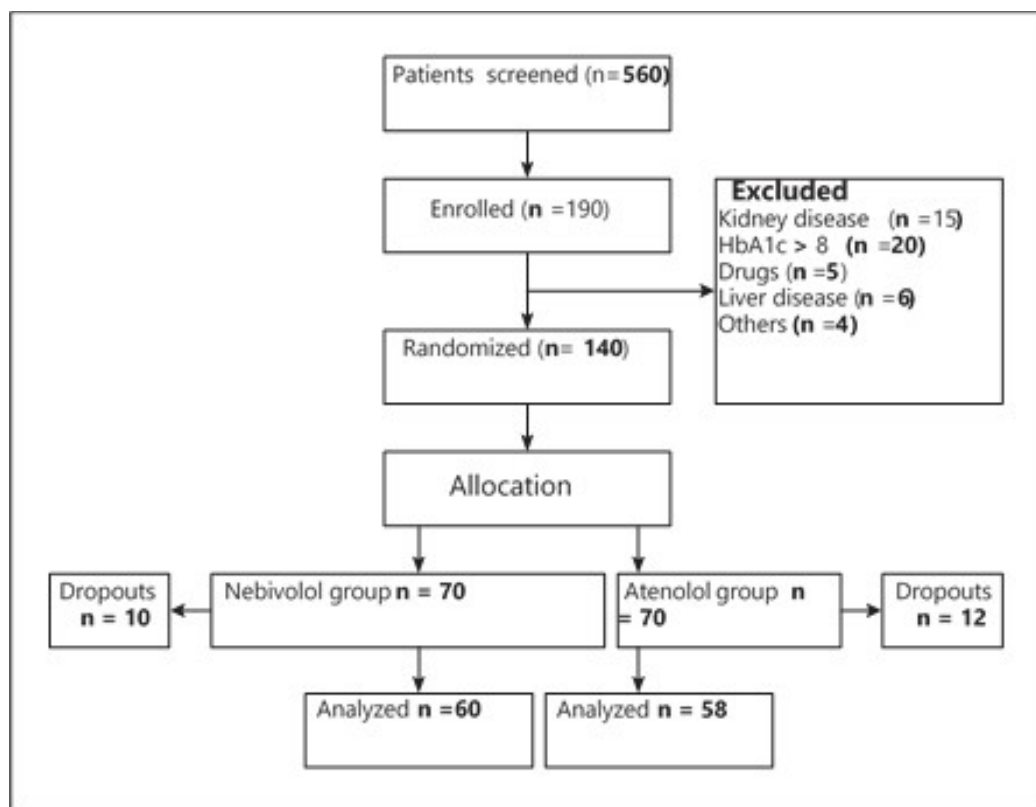 Patients screened (n=560)
Enrolled (n =190)
Excluded
Kidney disease (n =15)
HbA1c > 8 (n =20)
Drugs (n =5)
Liver disease (n =6)
Others (n =4)
Randomized (n= 140)
Allocation
Dropouts
n = 10
Nebivolol group n = 70
Atenolol group n
= 70
Dropouts
n = 12
Analyzed n =60
Analyzed n = 58